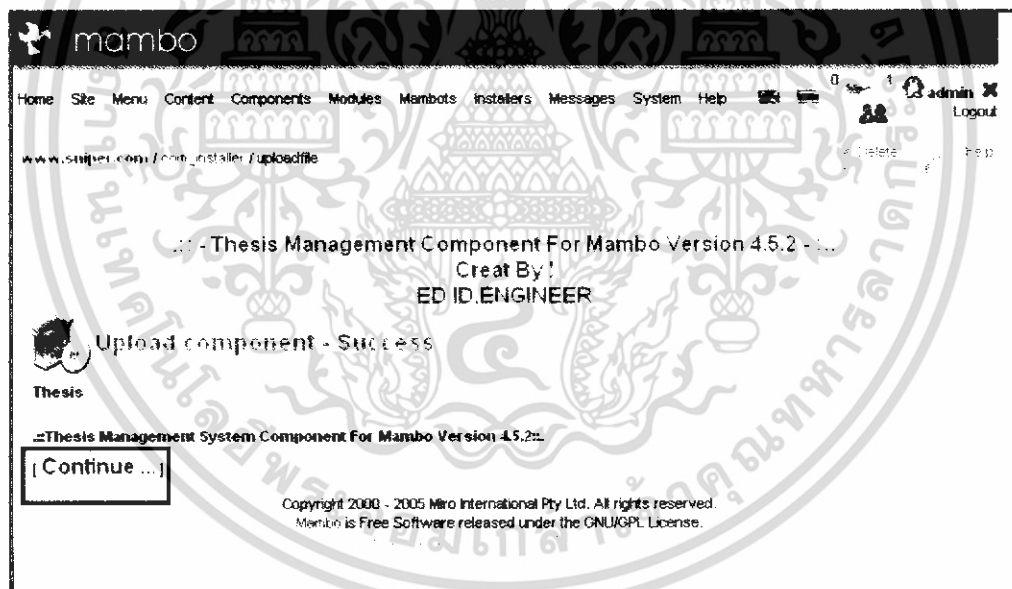 mambo
Home Site Menu Content Components Modules Mambots Installers Messages System Help 0 1 admin
Logout
www.sniper.com / com_installer / uploadfile Delete Help
.:: - Thesis Management Component For Mambo Version 4.5.2 - :..
Creat By :
ED ID.ENGINEER
Upload component - Success
Thesis
.::Thesis Management System Component For Mambo Version 4.5.2::.
[ Continue ... ]
Copyright 2000 - 2005 Miro International Pty Ltd. All rights reserved.
Mambo is Free Software released under the GNU/GPL License.